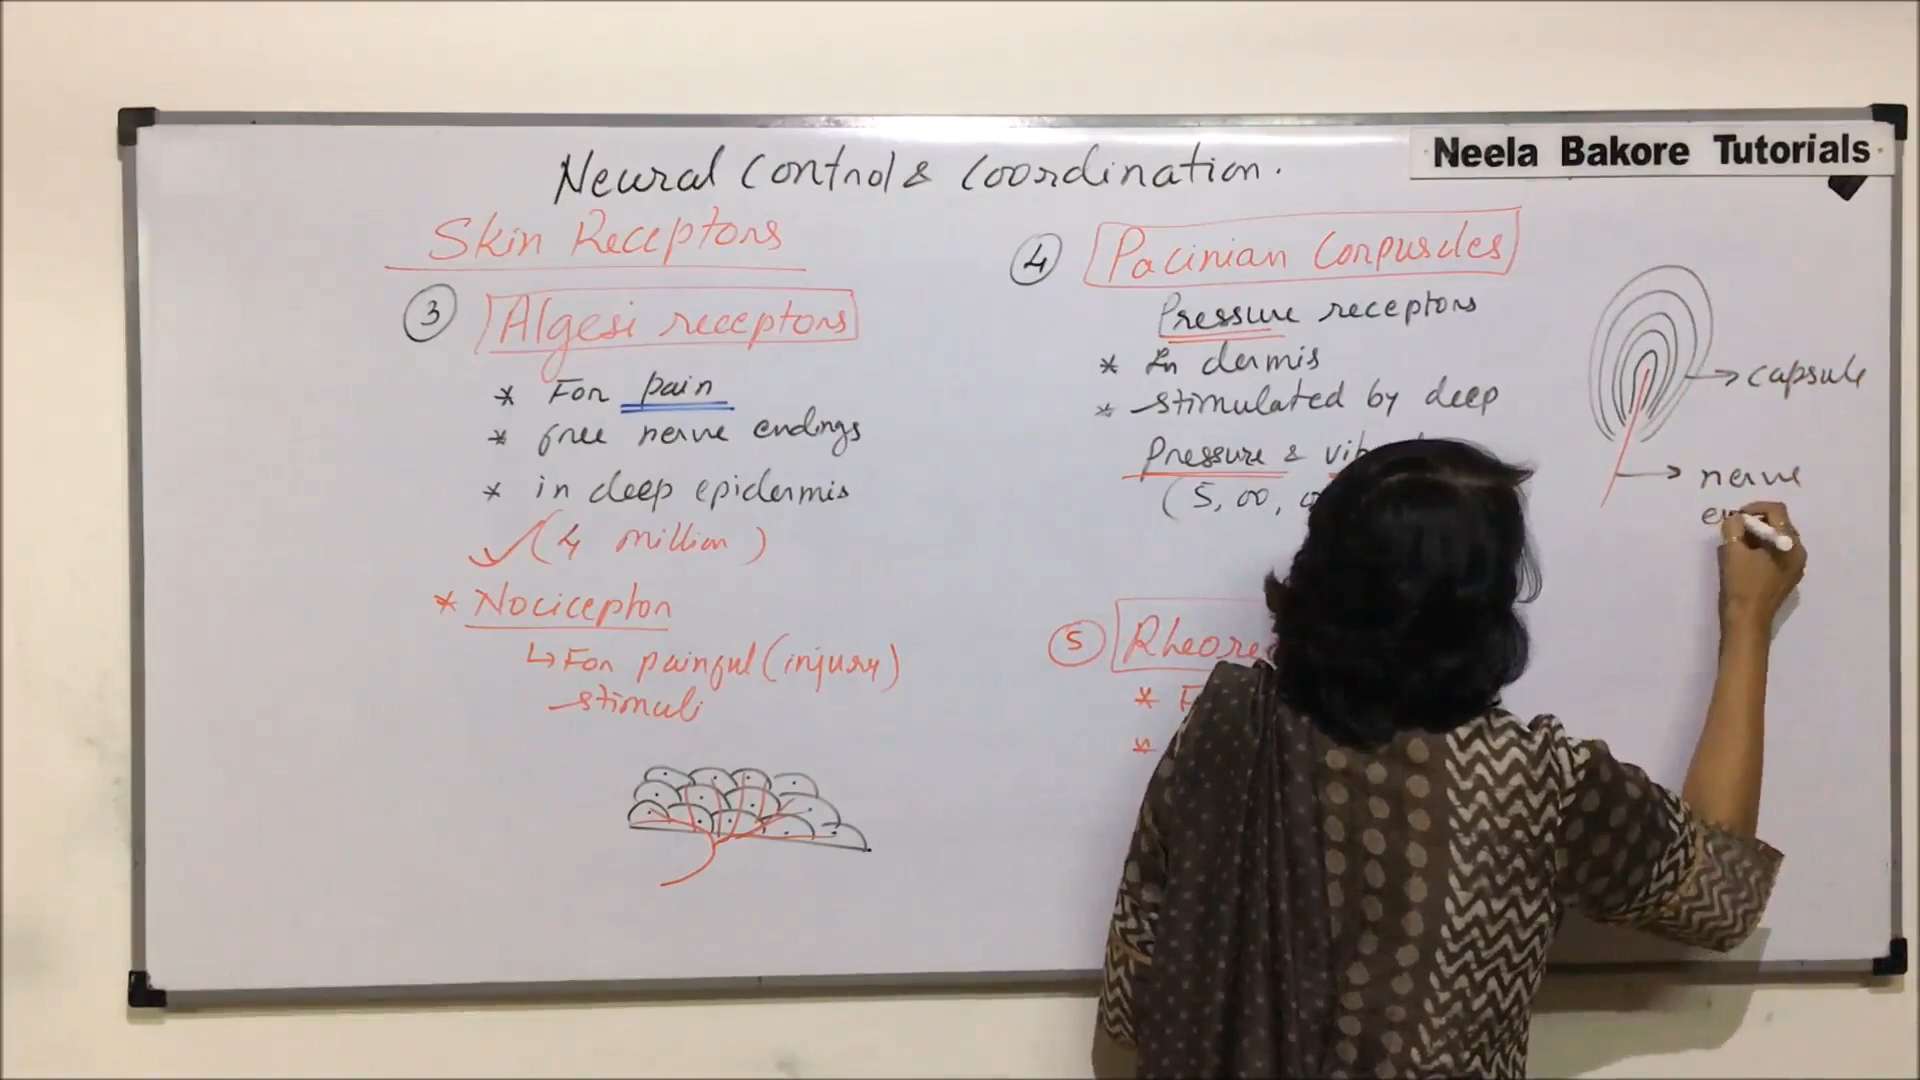 Neural Control & Coordination.
Neela Bakore Tutorials
Skin Receptors
3 Algesi receptors
* For pain
* free nerve endings
* in deep epidermis
✓ (4 million)
* Nociceptor
↳ For painful (injury)
stimuli
4 Pacinian Corpuscles
Pressure receptors
* In dermis
* stimulated by deep
Pressure &
(5,00,
→ capsule
→ nerve
5
*
*